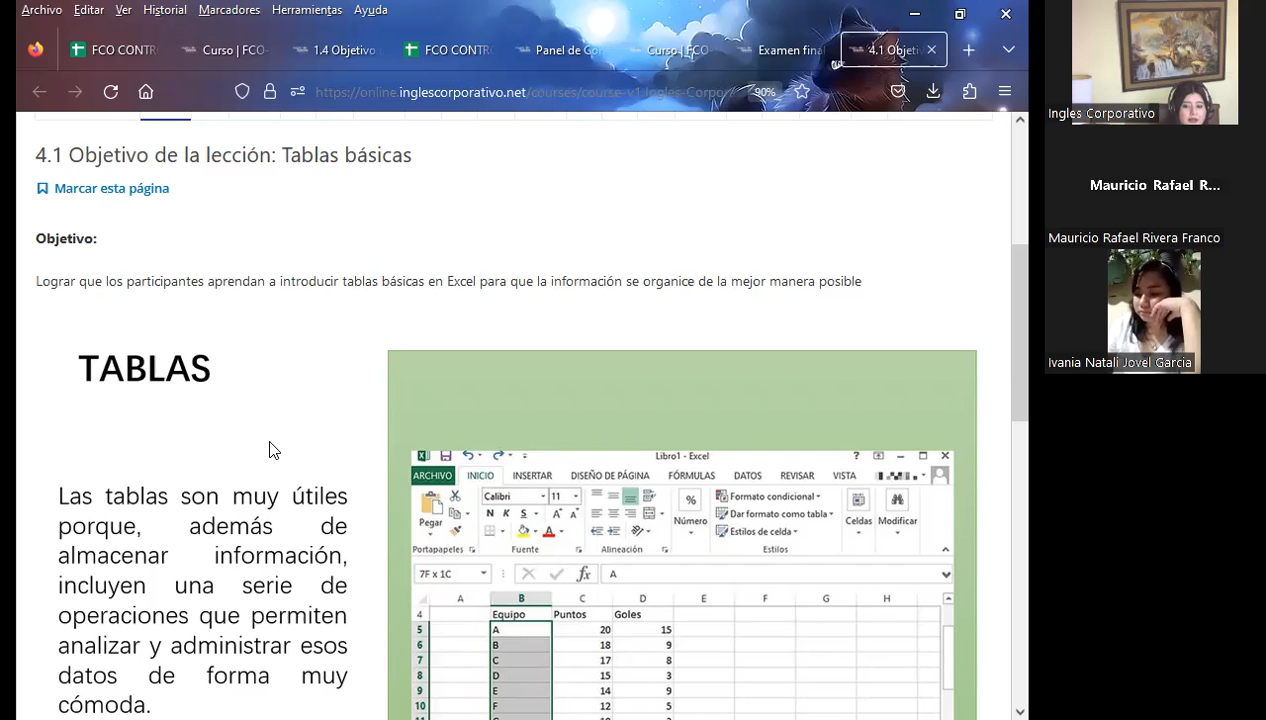 Archivo Editar Ver Historial Marcadores Herramientas Ayuda
FCO CONTR Curso | FCO- 1.4 Objetivo FCO CONTR Panel de Co Curso | FCO Examen fina 4.1 Objeti
https://online.inglescorporativo.net/courses/course-v1:Ingles-Corpor 90%
4.1 Objetivo de la lección: Tablas básicas
Marcar esta página
Objetivo:
Lograr que los participantes aprendan a introducir tablas básicas en Excel para que la información se organice de la mejor manera posible
TABLAS
Las tablas son muy útiles
porque, además de
almacenar información,
incluyen una serie de
operaciones que permiten
analizar y administrar esos
datos de forma muy
cómoda.
Libro1 - Excel
ARCHIVO INICIO INSERTAR DISEÑO DE PÁGINA FÓRMULAS DATOS REVISAR VISTA
Pegar Calibri 11 N K S A A % Número Formato condicional Dar formato como tabla Estilos de celda Celdas Modificar
Portapapeles Fuente Alineación Estilos
7F x 1C fx A
A B C D E F G H
4 Equipo Puntos Goles
5 A 20 15
6 B 18 9
7 C 17 8
8 D 15 3
9 E 14 9
10 F 12 5
Ingles Corporativo
Mauricio Rafael R...
Mauricio Rafael Rivera Franco
Ivania Natali Jovel Garcia